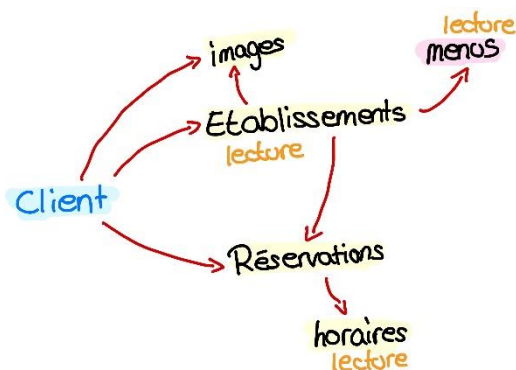 lecture
menus
images
Etablissements
lecture
Client
Réservations
horaires
lecture